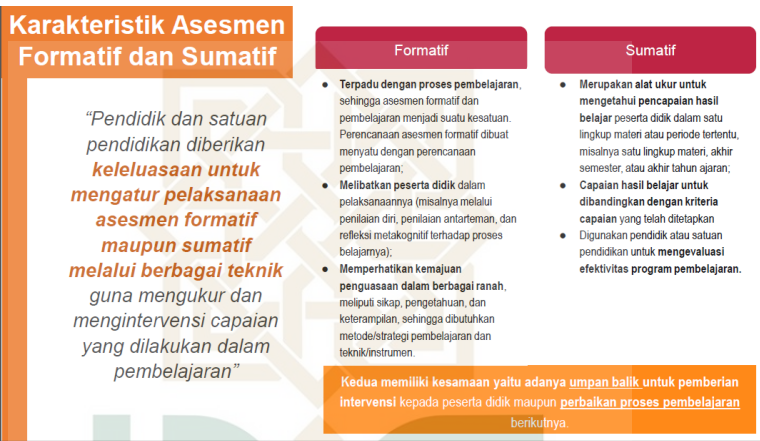 Karakteristik Asesmen
Formatif dan Sumatif
“Pendidik dan satuan
pendidikan diberikan
keleluasaan untuk
mengatur pelaksanaan
asesmen formatif
maupun sumatif
melalui berbagai teknik
guna mengukur dan
mengintervensi capaian
yang dilakukan dalam
pembelajaran”
Formatif
● Terpadu dengan proses pembelajaran,
sehingga asesmen formatif dan
pembelajaran menjadi suatu kesatuan.
Perencanaan asesmen formatif dibuat
menyatu dengan perencanaan
pembelajaran;
● Melibatkan peserta didik dalam
pelaksanaannya (misalnya melalui
penilaian diri, penilaian antarteman, dan
refleksi metakognitif terhadap proses
belajarnya);
● Memperhatikan kemajuan
penguasaan dalam berbagai ranah,
meliputi sikap, pengetahuan, dan
keterampilan, sehingga dibutuhkan
metode/strategi pembelajaran dan
teknik/instrumen.
Sumatif
● Merupakan alat ukur untuk
mengetahui pencapaian hasil
belajar peserta didik dalam satu
lingkup materi atau periode tertentu,
misalnya satu lingkup materi, akhir
semester, atau akhir tahun ajaran;
● Capaian hasil belajar untuk
dibandingkan dengan kriteria
capaian yang telah ditetapkan
● Digunakan pendidik atau satuan
pendidikan untuk mengevaluasi
efektivitas program pembelajaran.
Kedua memiliki kesamaan yaitu adanya umpan balik untuk pemberian
intervensi kepada peserta didik maupun perbaikan proses pembelajaran
berikutnya.